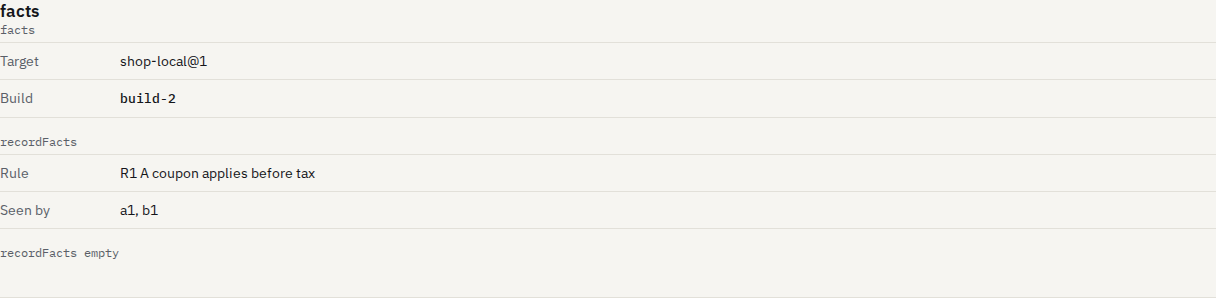 facts
facts
Target shop-local@1
Build build-2
recordFacts
Rule R1 A coupon applies before tax
Seen by a1, b1
recordFacts empty